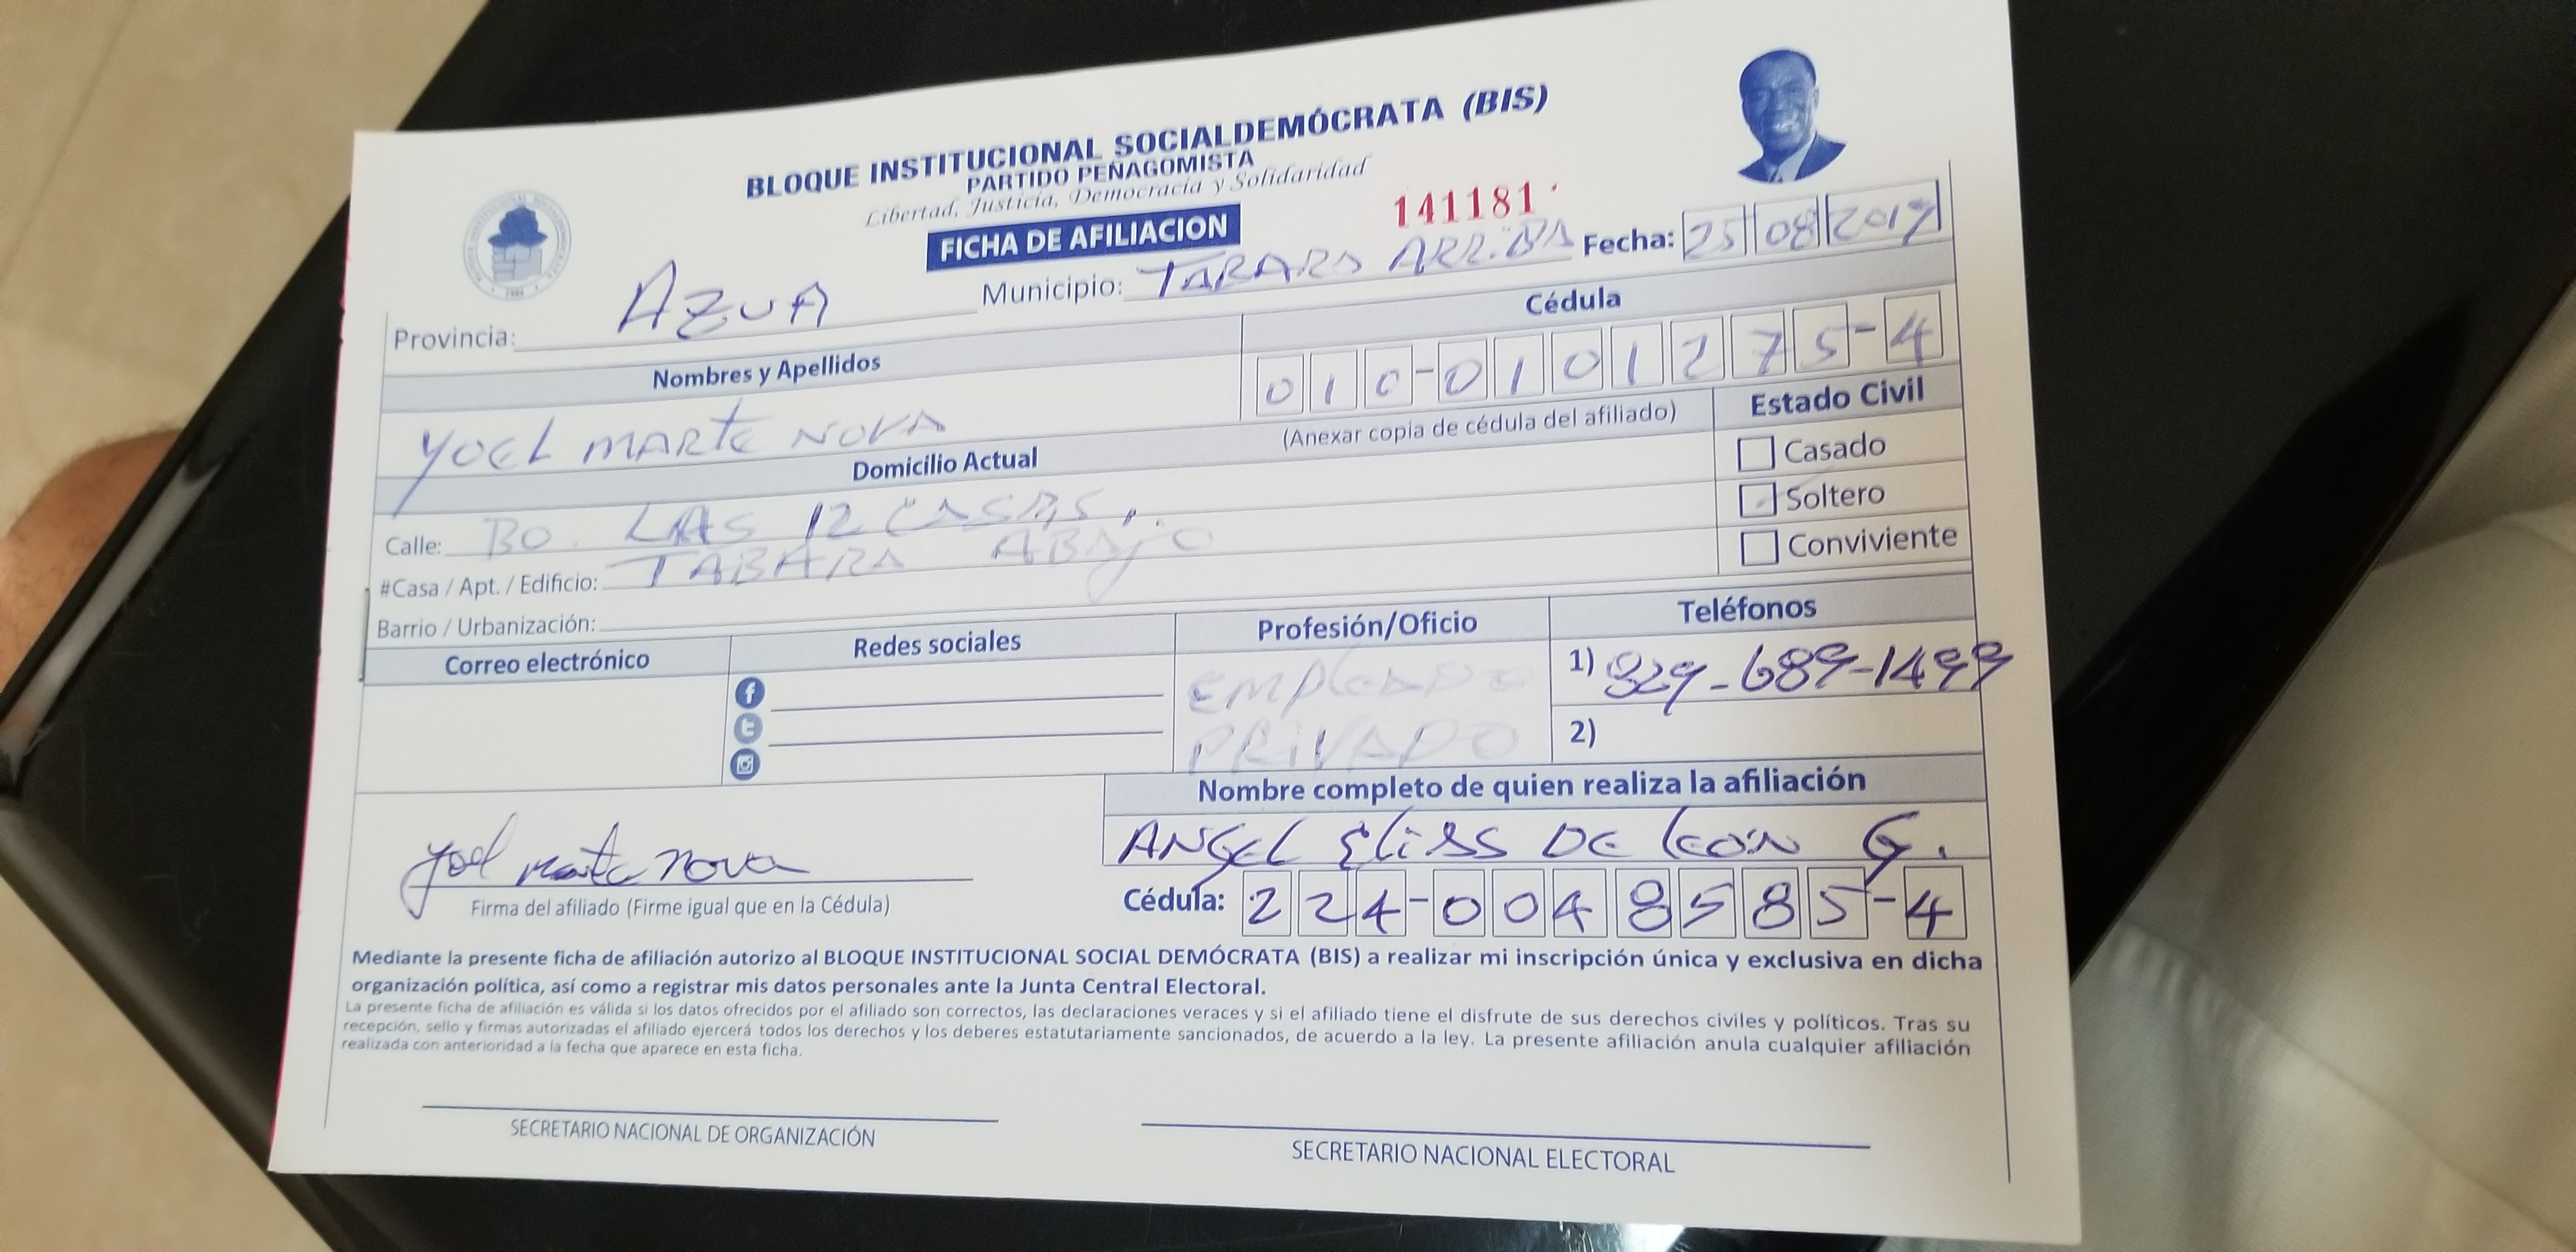 BLOQUE INSTITUCIONAL SOCIALDEMÓCRATA (BIS)
PARTIDO PEÑAGOMISTA
Libertad, Justicia, Democracia y Solidaridad
FICHA DE AFILIACION
141181
Fecha: 25 08 2019
Provincia: AZUA
Municipio: TABARA ARRIBA
Nombres y Apellidos
Cédula
YOEL MARTE NOVA
010-0101275-4
(Anexar copia de cédula del afiliado)
Estado Civil
Casado
Soltero
Conviviente
Domicilio Actual
Calle: BO. LAS 12 CASAS,
#Casa / Apt. / Edificio: TABARA ABAJO
Barrio / Urbanización:
Correo electrónico
Redes sociales
Profesión/Oficio
Teléfonos
EMPLEADO
PRIVADO
1) 829-689-1499
2)
Nombre completo de quien realiza la afiliación
ANGEL ELIAS DE LEON G.
Cédula: 224-0048585-4
Yoel marte nova
Firma del afiliado (Firme igual que en la Cédula)
Mediante la presente ficha de afiliación autorizo al BLOQUE INSTITUCIONAL SOCIAL DEMÓCRATA (BIS) a realizar mi inscripción única y exclusiva en dicha
organización política, así como a registrar mis datos personales ante la Junta Central Electoral.
La presente ficha de afiliación es válida si los datos ofrecidos por el afiliado son correctos, las declaraciones veraces y si el afiliado tiene el disfrute de sus derechos civiles y políticos. Tras su
recepción, sello y firmas autorizadas el afiliado ejercerá todos los derechos y los deberes estatutariamente sancionados, de acuerdo a la ley. La presente afiliación anula cualquier afiliación
realizada con anterioridad a la fecha que aparece en esta ficha.
SECRETARIO NACIONAL DE ORGANIZACIÓN
SECRETARIO NACIONAL ELECTORAL